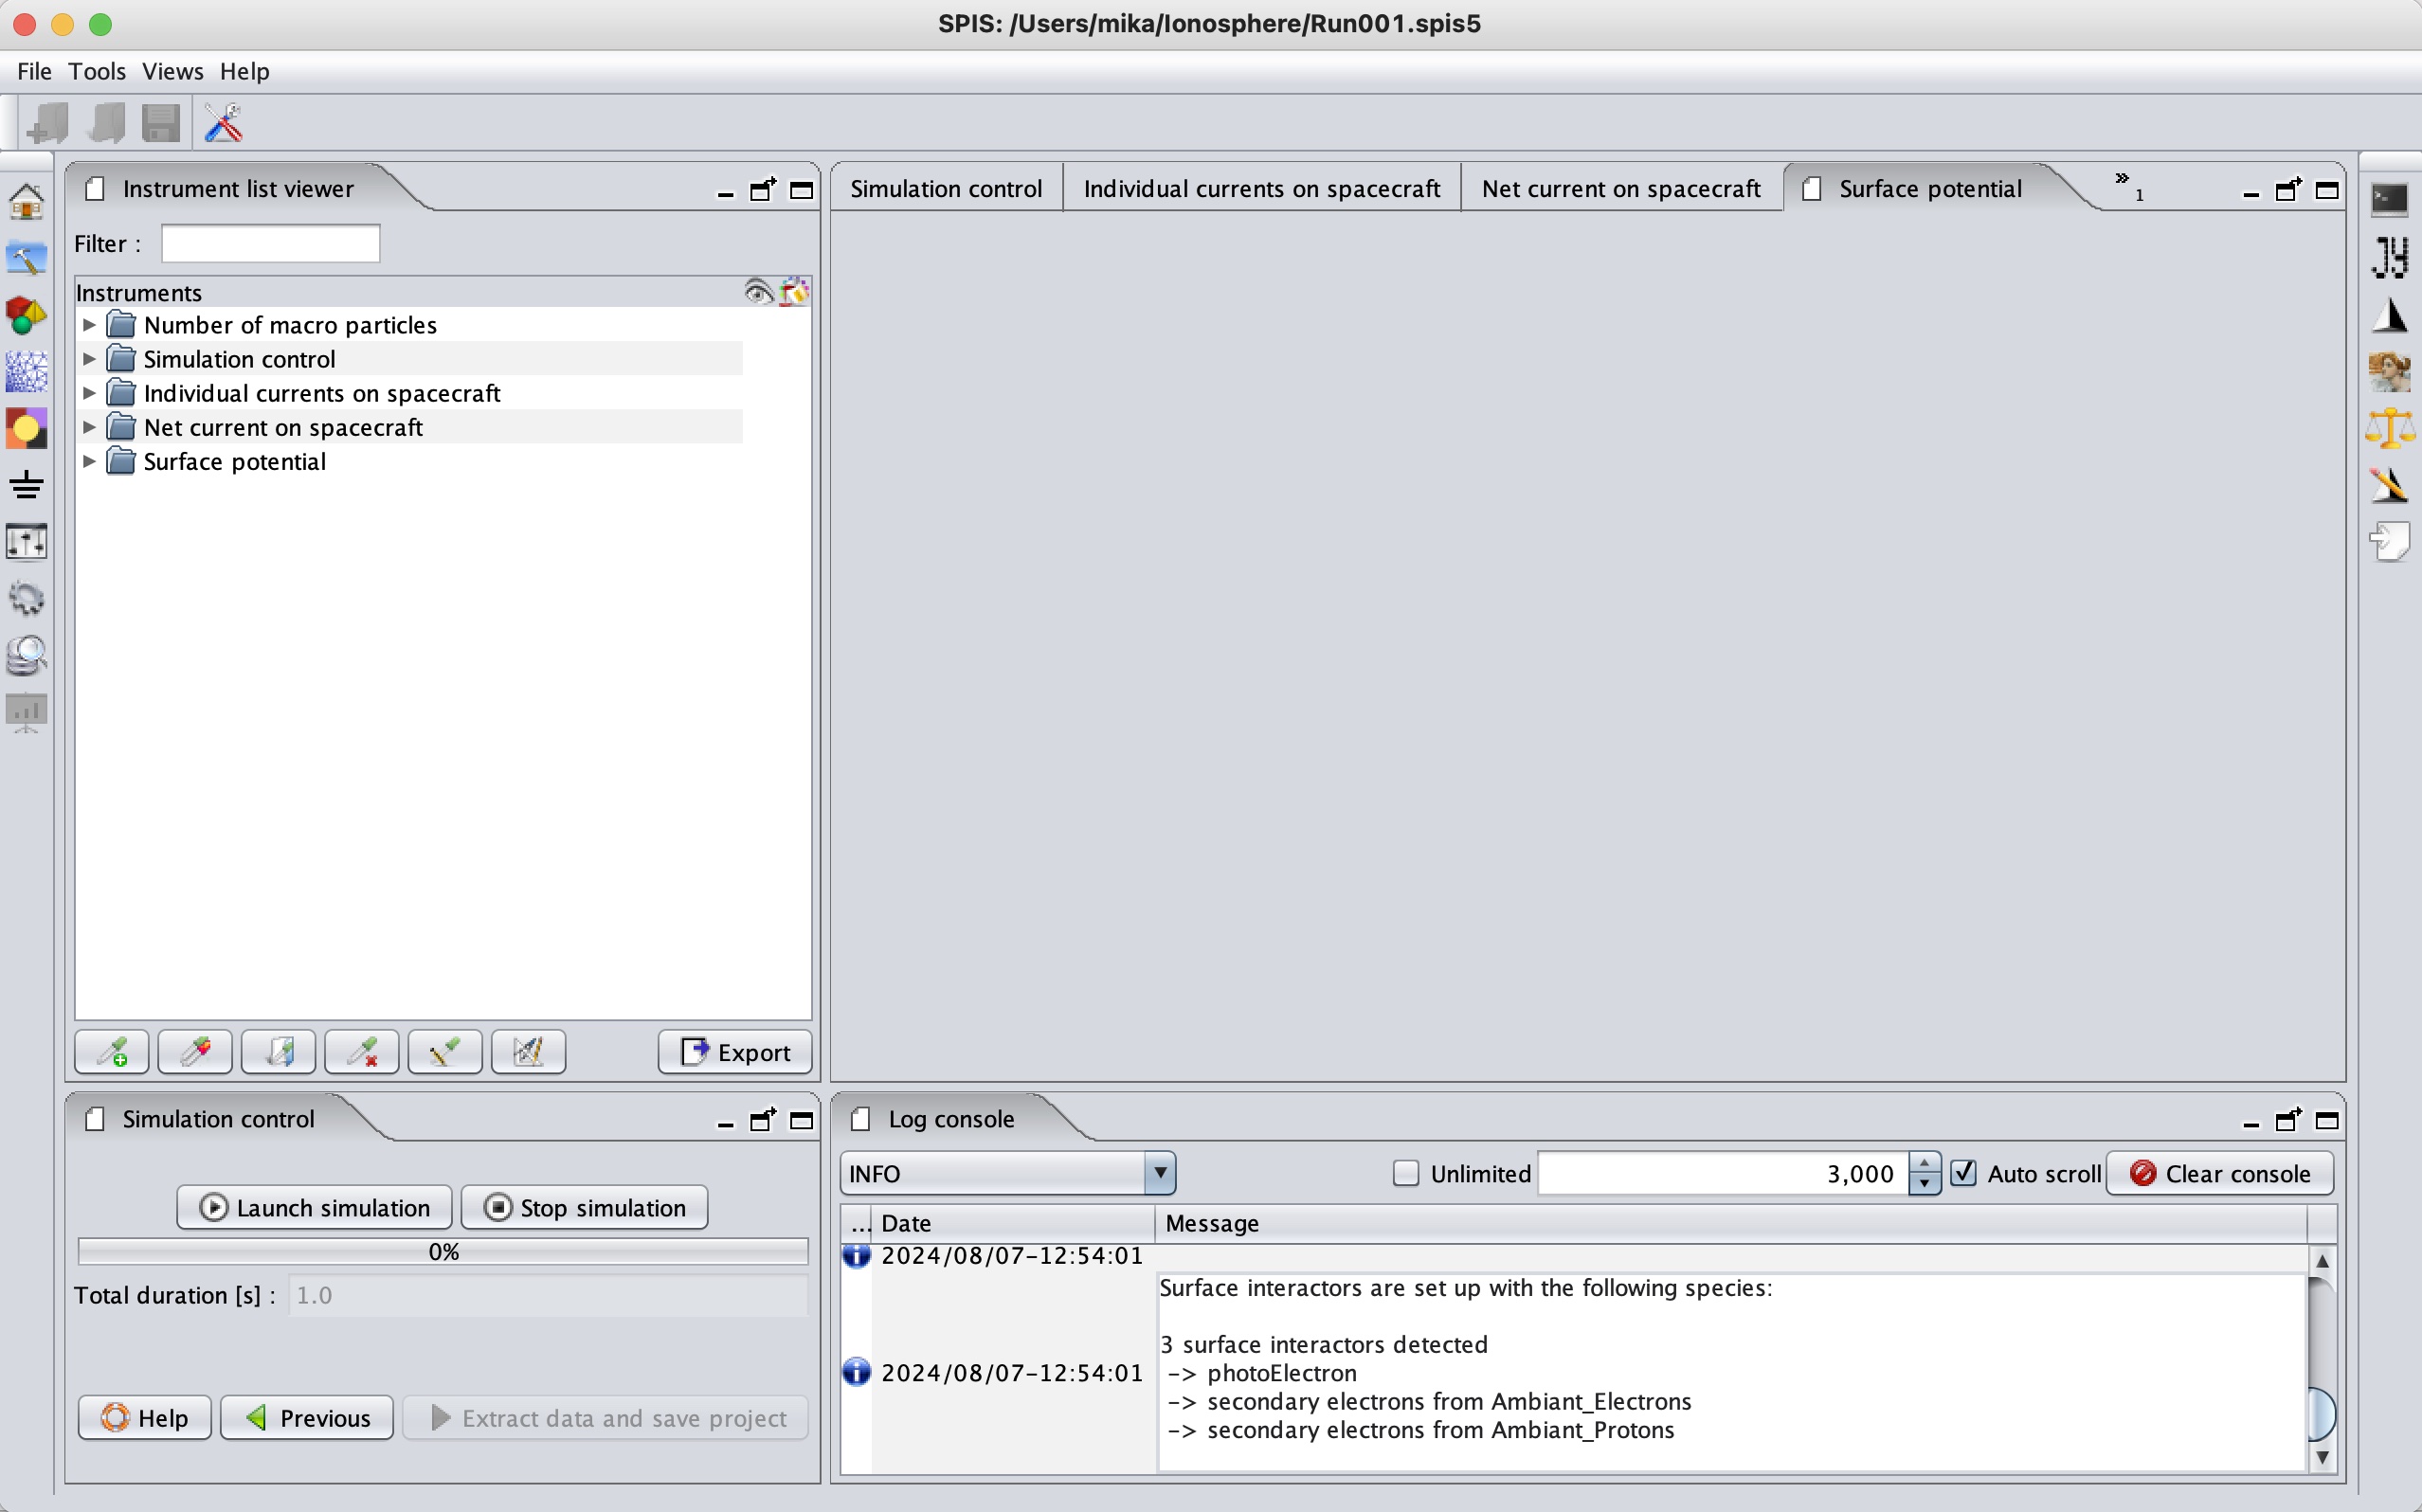 SPIS: /Users/mika/Ionosphere/Run001.spis5
File Tools Views Help
Instrument list viewer
Filter :
Instruments
Number of macro particles
Simulation control
Individual currents on spacecraft
Net current on spacecraft
Surface potential
Export
Simulation control Individual currents on spacecraft Net current on spacecraft Surface potential » 1
Simulation control
Launch simulation Stop simulation
0%
Total duration [s] : 1.0
Help Previous Extract data and save project
Log console
INFO Unlimited 3,000 Auto scroll Clear console
... Date Message
2024/08/07-12:54:01
Surface interactors are set up with the following species:
3 surface interactors detected
2024/08/07-12:54:01 -> photoElectron
-> secondary electrons from Ambiant_Electrons
-> secondary electrons from Ambiant_Protons